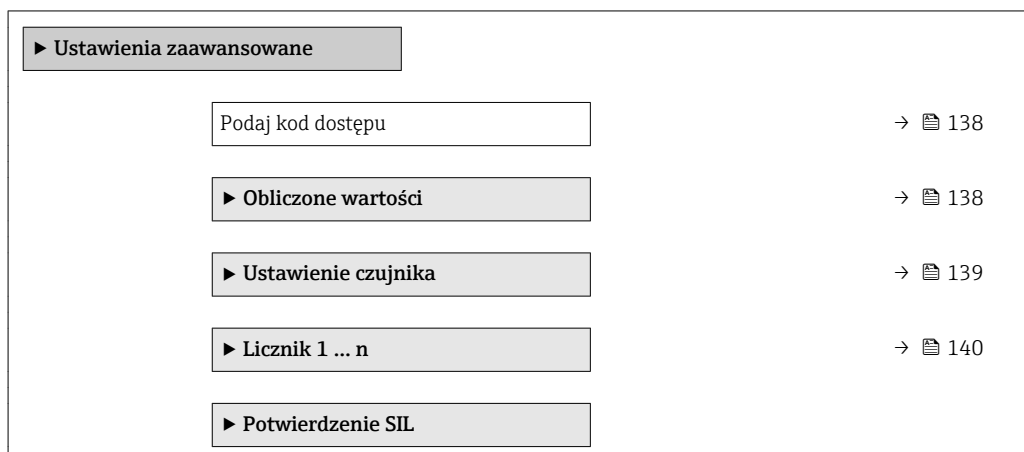 ▶ Ustawienia zaawansowane
Podaj kod dostępu → 138
▶ Obliczone wartości → 138
▶ Ustawienie czujnika → 139
▶ Licznik 1 … n → 140
▶ Potwierdzenie SIL